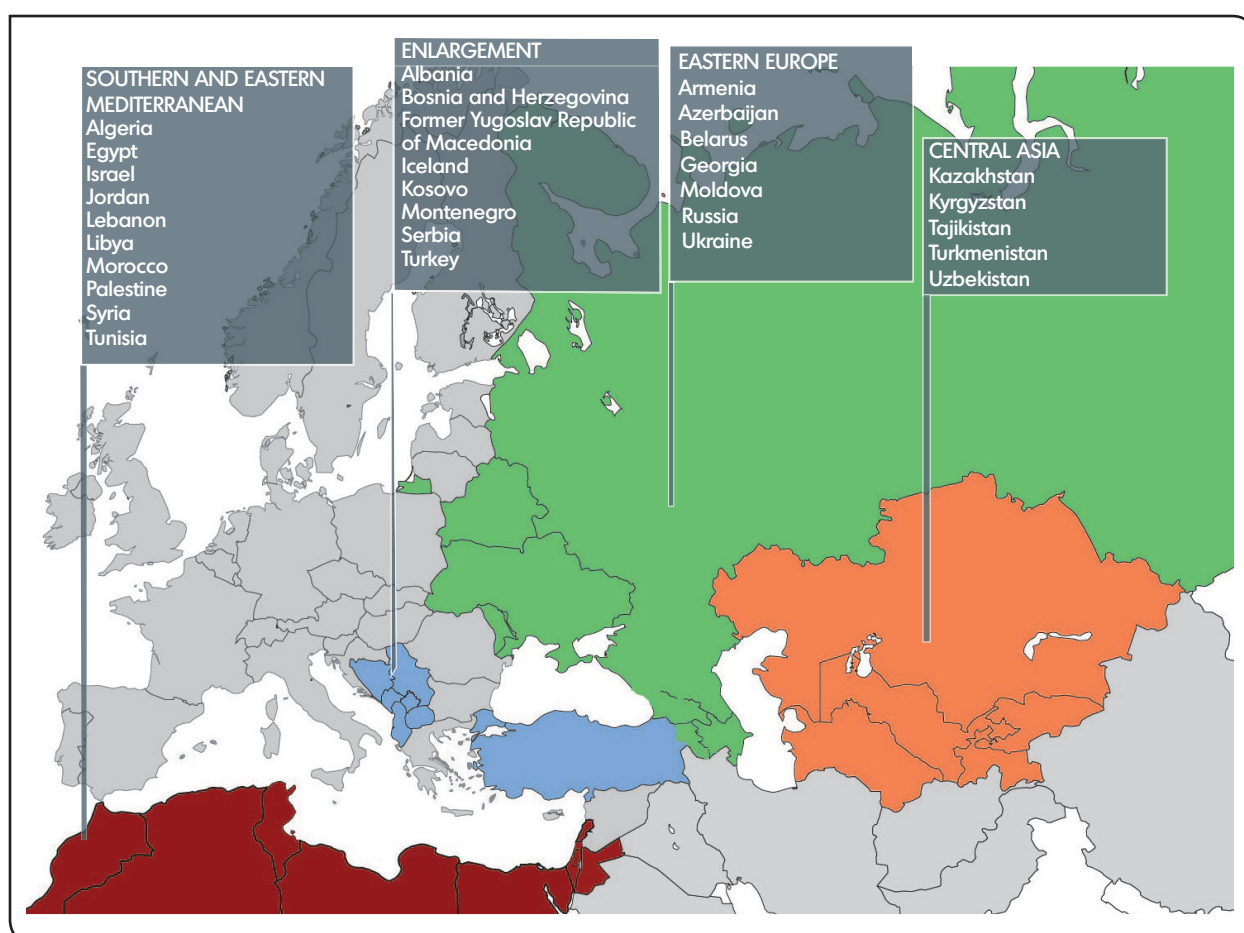 SOUTHERN AND EASTERN
MEDITERRANEAN
Algeria
Egypt
Israel
Jordan
Lebanon
Libya
Morocco
Palestine
Syria
Tunisia
ENLARGEMENT
Albania
Bosnia and Herzegovina
Former Yugoslav Republic
of Macedonia
Iceland
Kosovo
Montenegro
Serbia
Turkey
EASTERN EUROPE
Armenia
Azerbaijan
Belarus
Georgia
Moldova
Russia
Ukraine
CENTRAL ASIA
Kazakhstan
Kyrgyzstan
Tajikistan
Turkmenistan
Uzbekistan